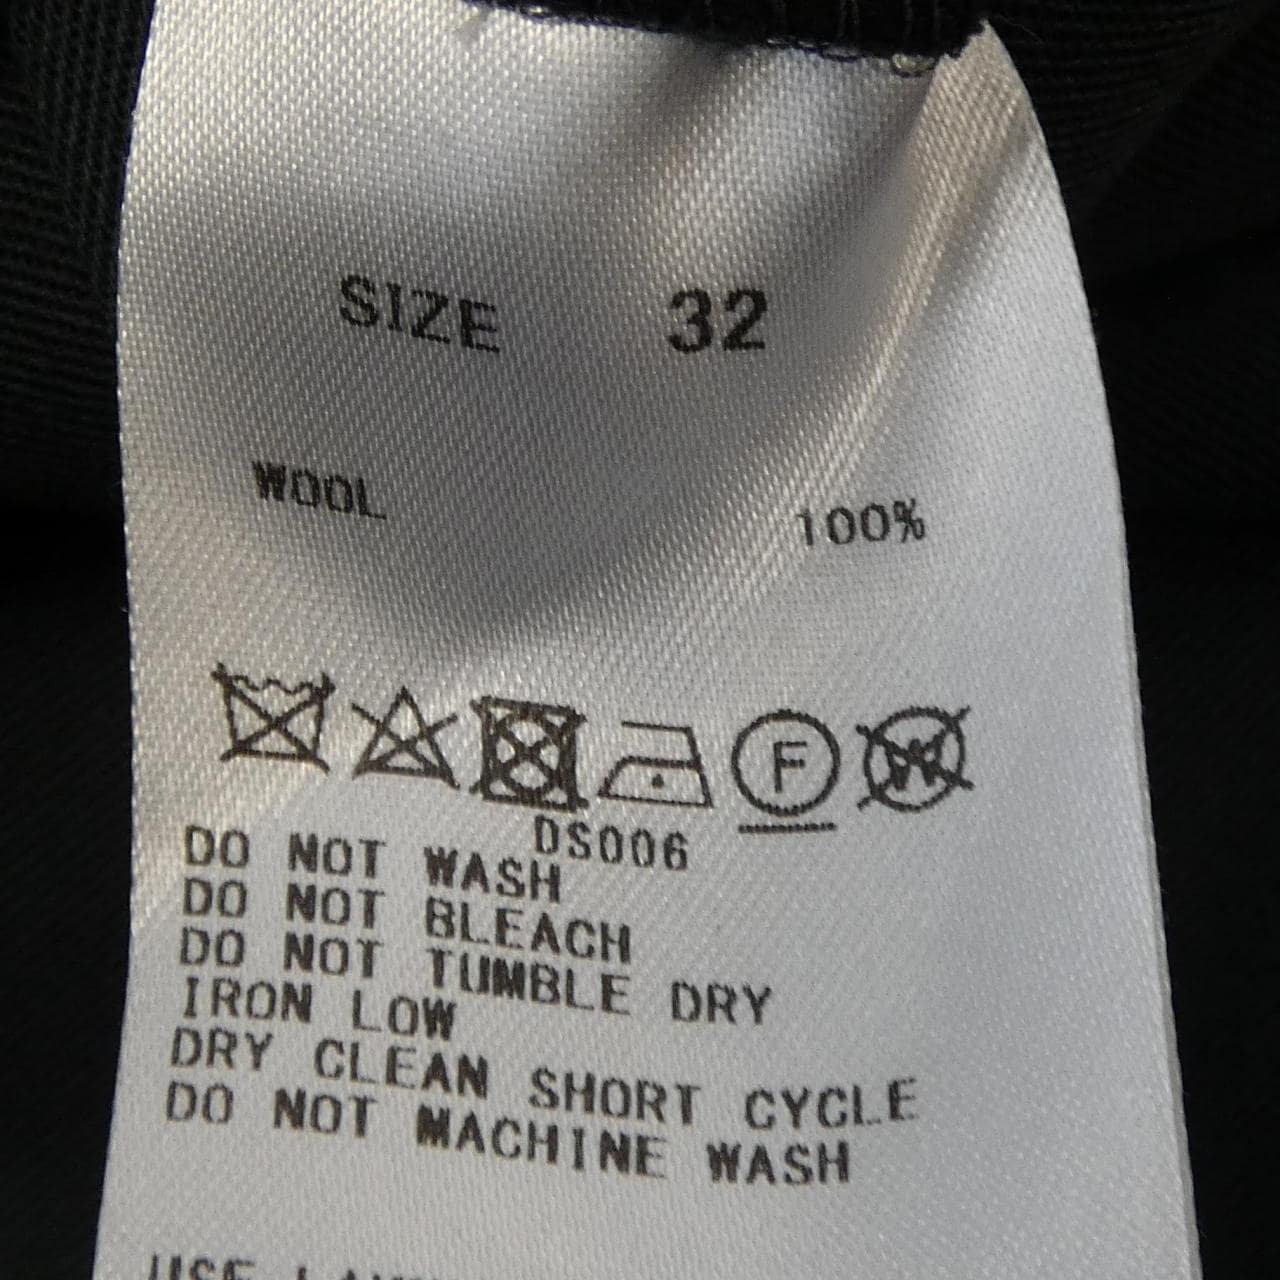 SIZE 32
WOOL 100%
F
DS006
DO NOT WASH
DO NOT BLEACH
DO NOT TUMBLE DRY
IRON LOW
DRY CLEAN SHORT CYCLE
DO NOT MACHINE WASH
USE